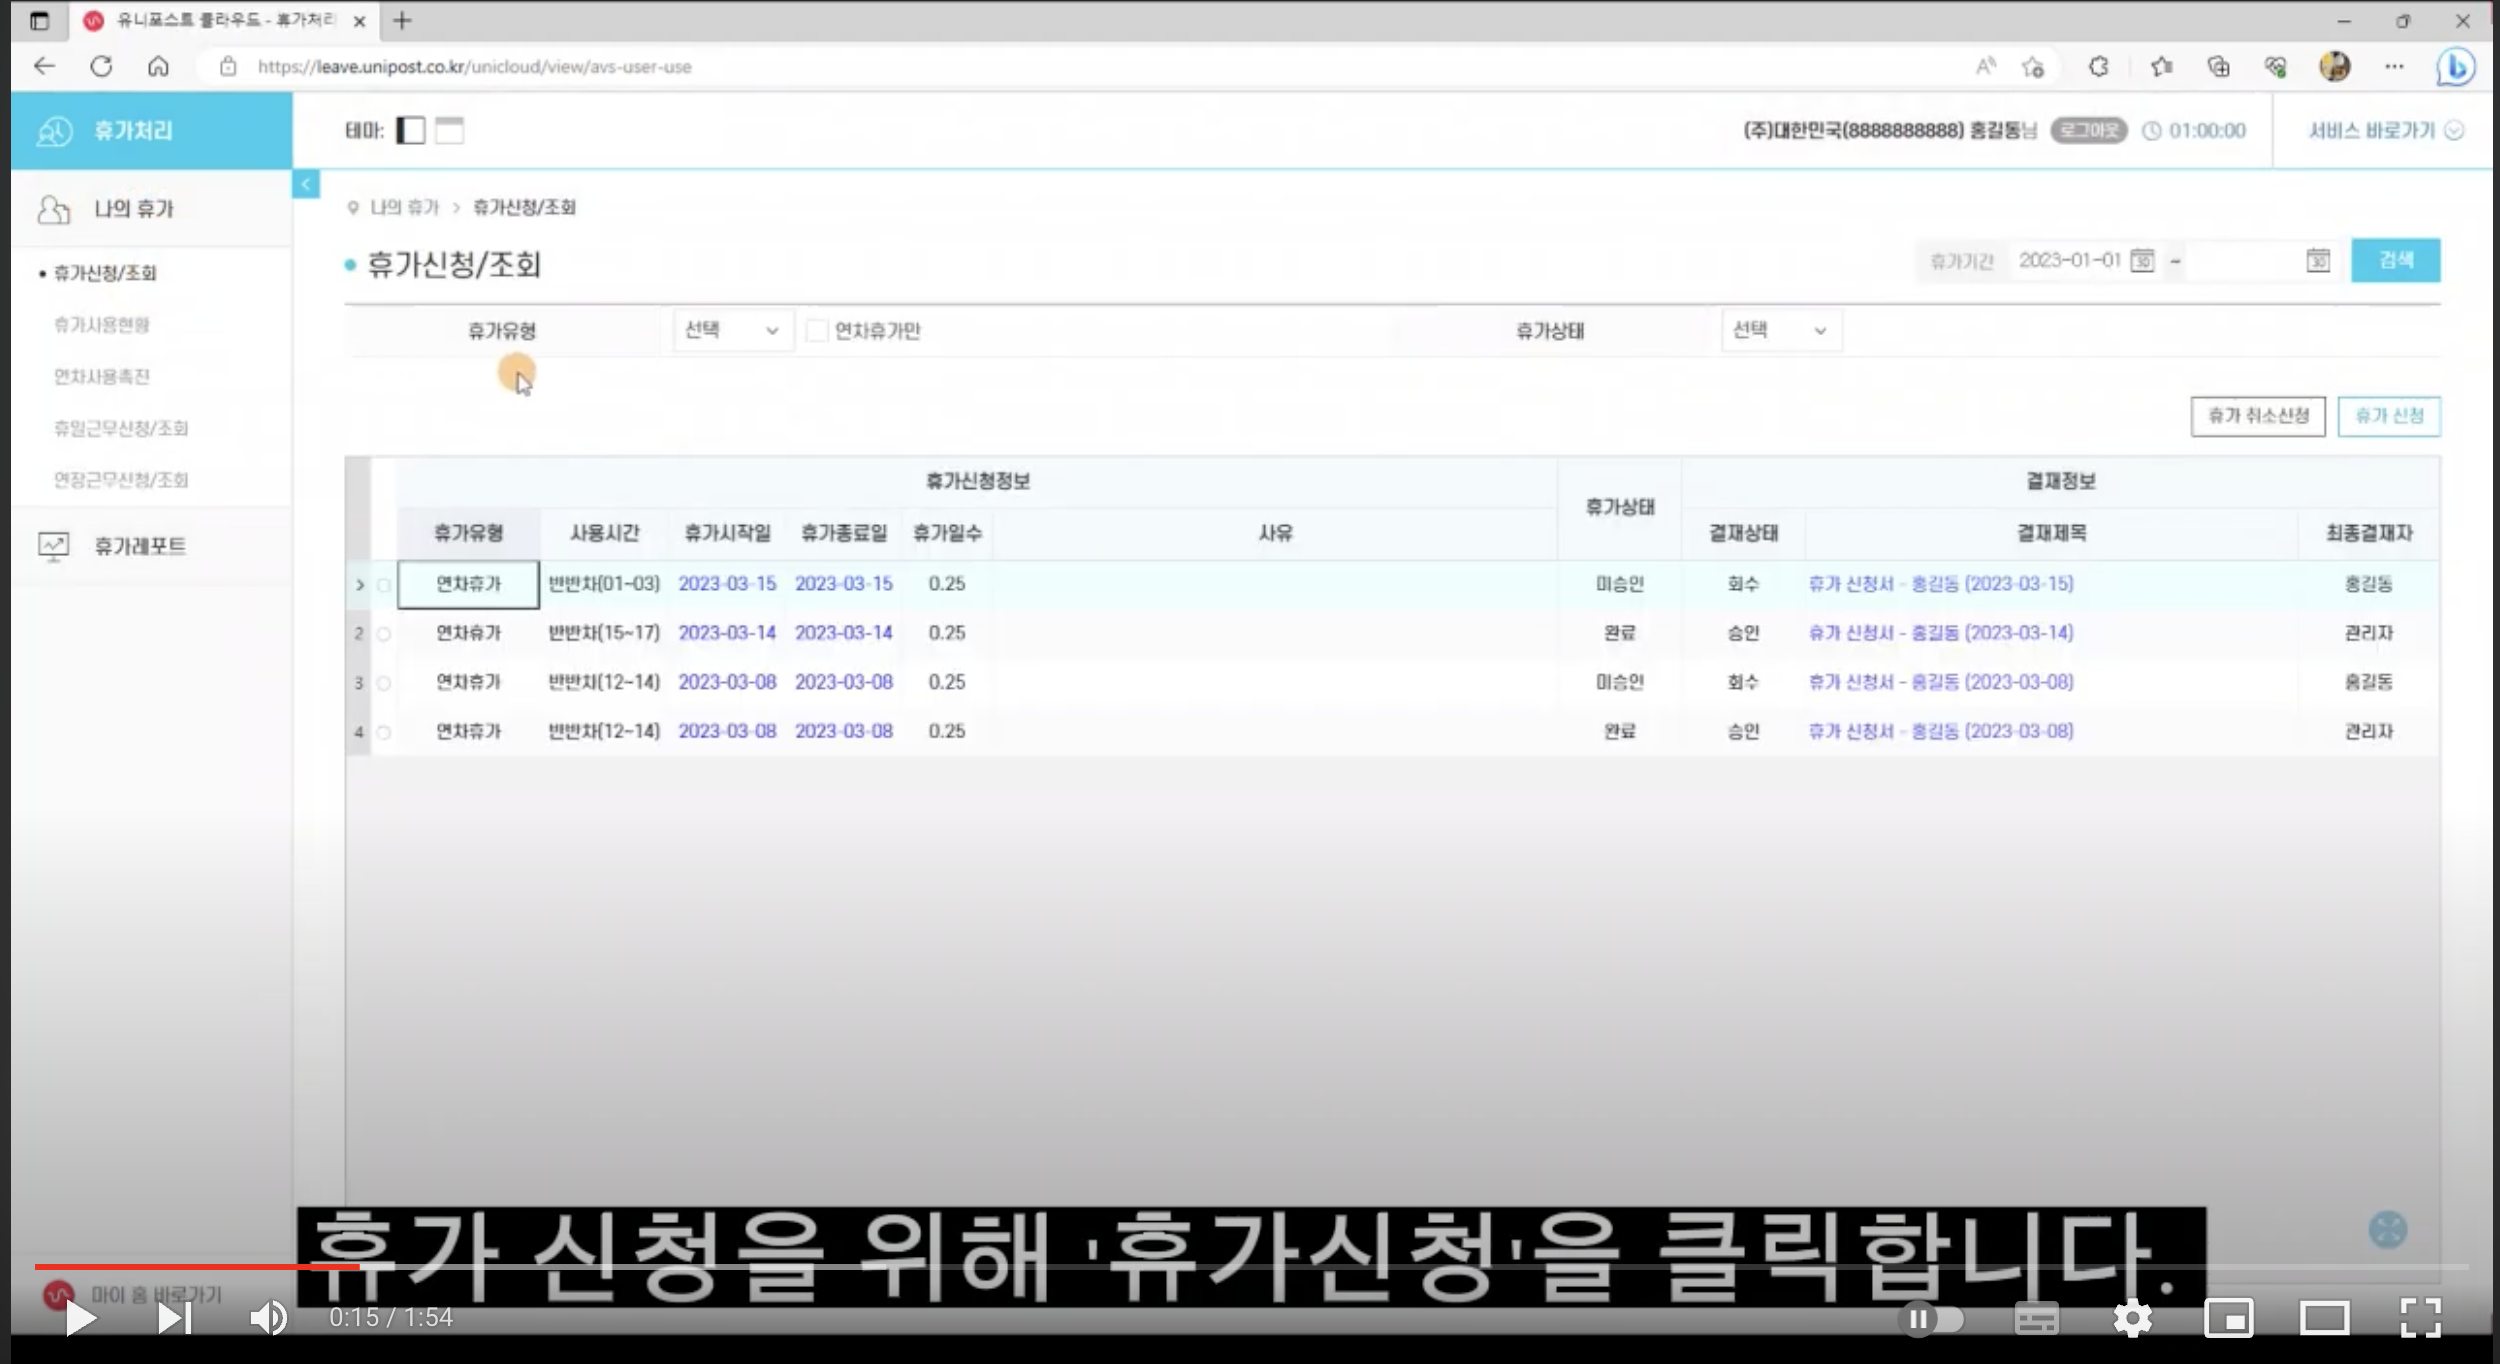 유니포스트 클라우드 - 휴가처리
https://leave.unipost.co.kr/unicloud/view/avs-user-use
휴가처리
테마:
(주)대한민국(8888888888) 홍길동님 로그아웃 01:00:00 서비스 바로가기
나의 휴가
나의 휴가 > 휴가신청/조회
휴가신청/조회
휴가사용현황
연차사용촉진
휴일근무신청/조회
연장근무신청/조회
휴가레포트
휴가신청/조회
휴가기간 2023-01-01 ~ 검색
휴가유형 선택 연차휴가만 휴가상태 선택
휴가 취소신청 휴가 신청
휴가신청정보 휴가상태 결재정보
휴가유형 사용시간 휴가시작일 휴가종료일 휴가일수 사유 결재상태 결재제목 최종결재자
연차휴가 반반차(01~03) 2023-03-15 2023-03-15 0.25 미승인 회수 휴가 신청서 - 홍길동 (2023-03-15) 홍길동
2 연차휴가 반반차(15~17) 2023-03-14 2023-03-14 0.25 완료 승인 휴가 신청서 - 홍길동 (2023-03-14) 관리자
3 연차휴가 반반차(12~14) 2023-03-08 2023-03-08 0.25 미승인 회수 휴가 신청서 - 홍길동 (2023-03-08) 홍길동
4 연차휴가 반반차(12~14) 2023-03-08 2023-03-08 0.25 완료 승인 휴가 신청서 - 홍길동 (2023-03-08) 관리자
휴가 신청을 위해 '휴가신청'을 클릭합니다.
마이 홈 바로가기
0:15 / 1:54